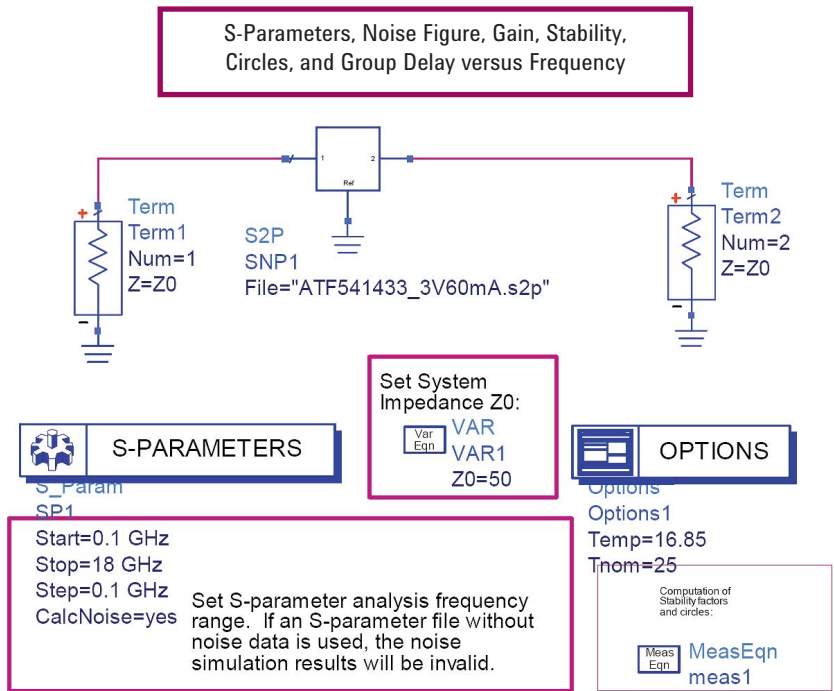 S-Parameters, Noise Figure, Gain, Stability,
Circles, and Group Delay versus Frequency
1
2
Ref
+
Term
Term1
Num=1
Z=Z0
-
S2P
SNP1
File="ATF541433_3V60mA.s2p"
+
Term
Term2
Num=2
Z=Z0
-
S-PARAMETERS
S_Param
SP1
Start=0.1 GHz
Stop=18 GHz
Step=0.1 GHz
CalcNoise=yes
Set S-parameter analysis frequency
range. If an S-parameter file without
noise data is used, the noise
simulation results will be invalid.
Set System
Impedance Z0:
Var
Eqn
VAR
VAR1
Z0=50
OPTIONS
Options
Options1
Temp=16.85
Tnom=25
Computation of
Stability factors
and circles:
Meas
Eqn
MeasEqn
meas1